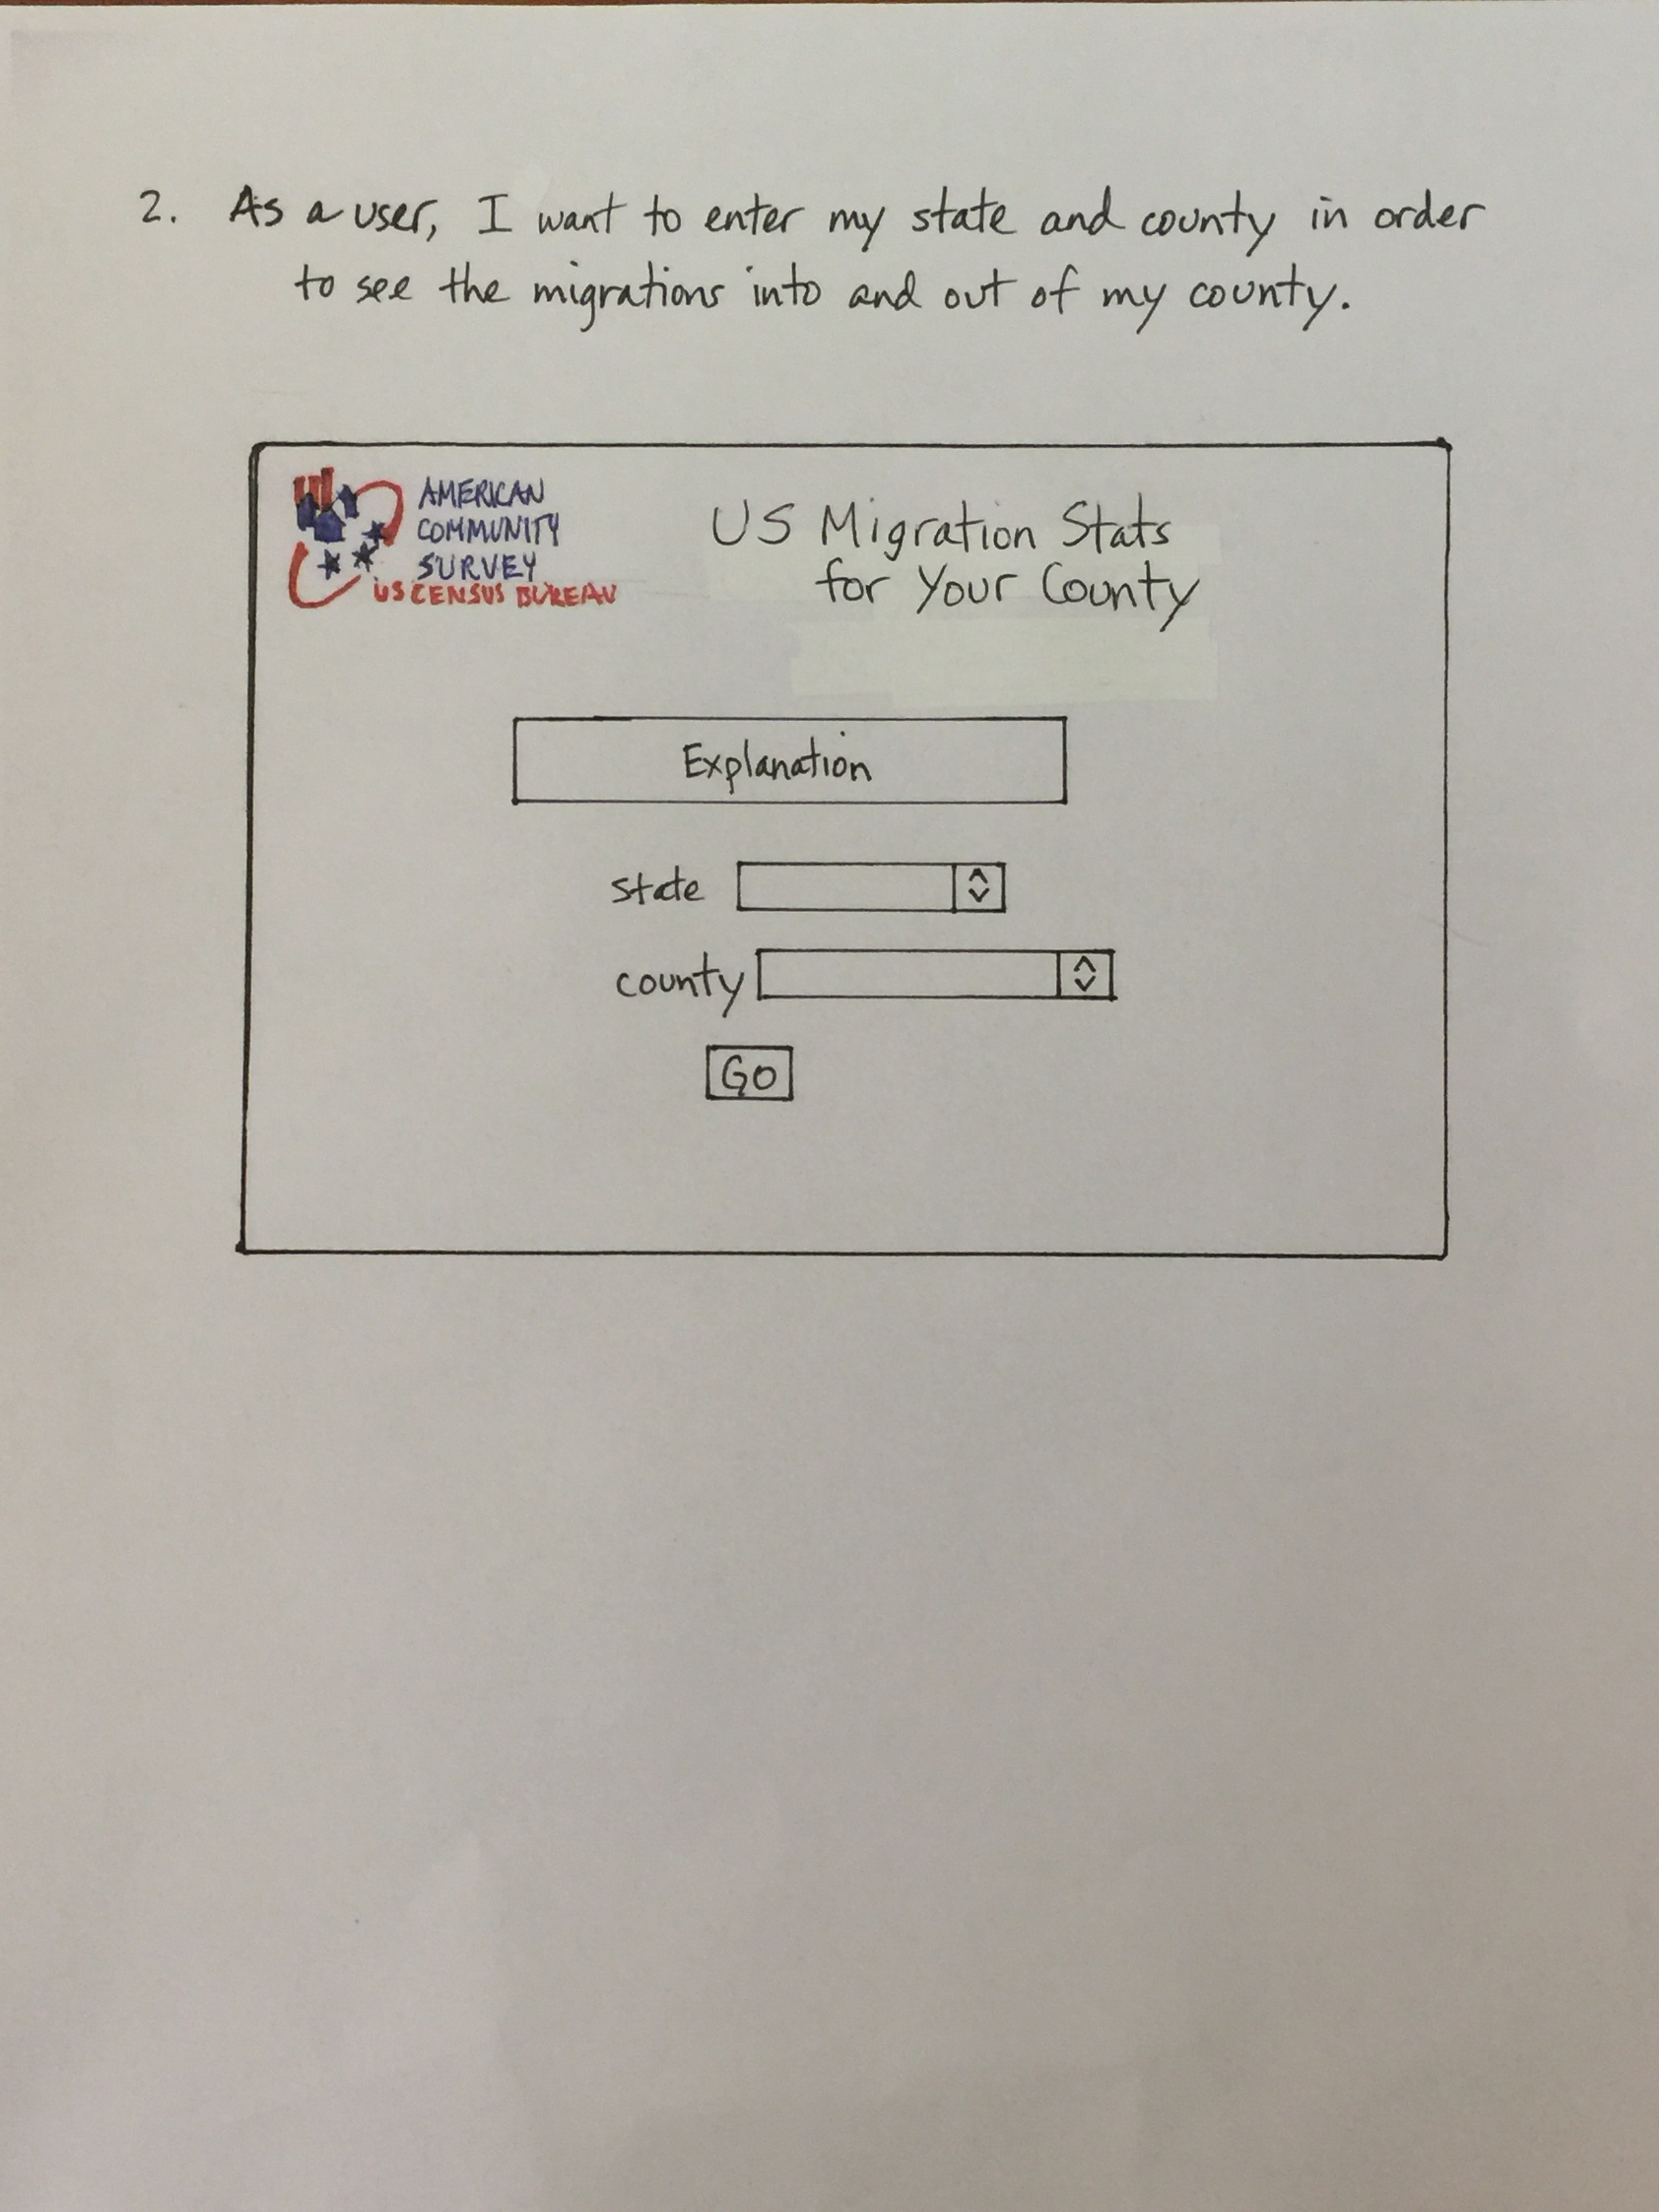 2. As a user, I want to enter my state and county in order
to see the migrations into and out of my county.
AMERICAN
COMMUNITY
SURVEY
US CENSUS BUREAU
US Migration Stats
for Your County
Explanation
state
county
GO